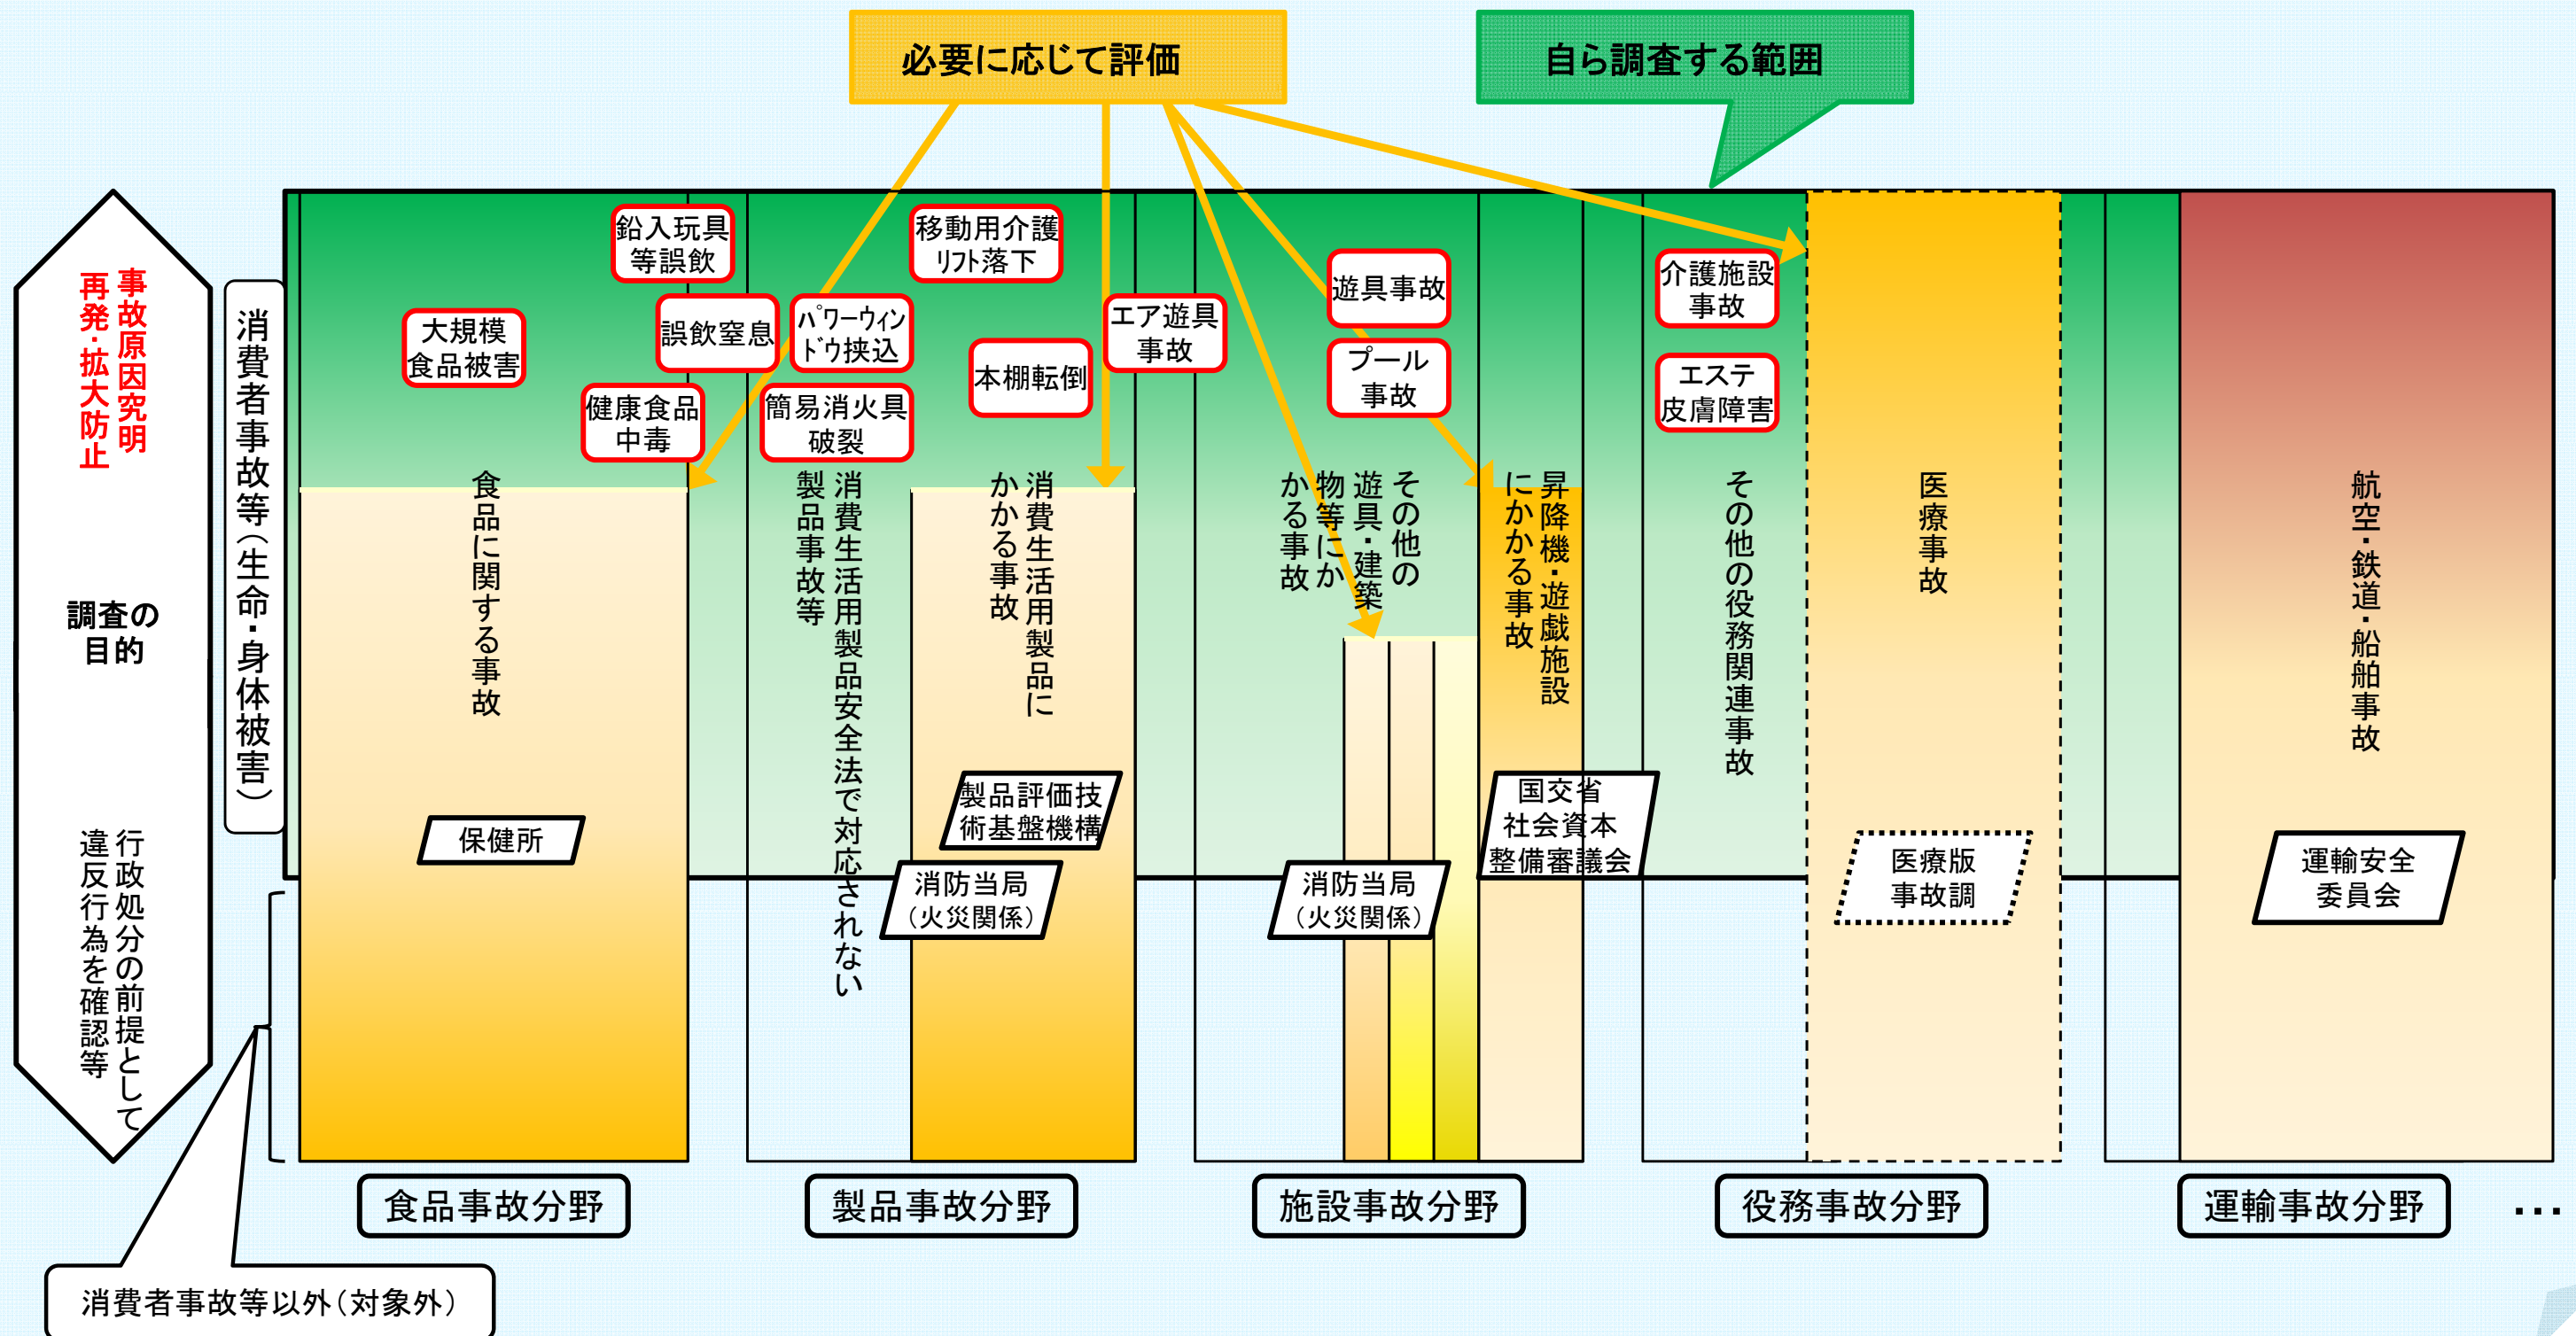 必要に応じて評価
自ら調査する範囲
事故原因究明
再発・拡大防止
調査の
目的
行政処分の前提として
違反行為を確認等
消費者事故等（生命・身体被害）
大規模
食品被害
鉛入玩具
等誤飲
誤飲窒息
健康食品
中毒
パワーウィン
ドウ挟込
簡易消火具
破裂
移動用介護
リフト落下
本棚転倒
エア遊具
事故
遊具事故
プール
事故
介護施設
事故
エステ
皮膚障害
食品に関する事故
消費生活用製品安全法で対応されない
製品事故等
消費生活用製品に
かかる事故
その他の
遊具・建築
物等にか
かる事故
昇降機・遊戯施設
にかかる事故
その他の役務関連事故
医療事故
航空・鉄道・船舶事故
保健所
製品評価技
術基盤機構
消防当局
（火災関係）
消防当局
（火災関係）
国交省
社会資本
整備審議会
医療版
事故調
運輸安全
委員会
食品事故分野
製品事故分野
施設事故分野
役務事故分野
運輸事故分野
…
消費者事故等以外（対象外）